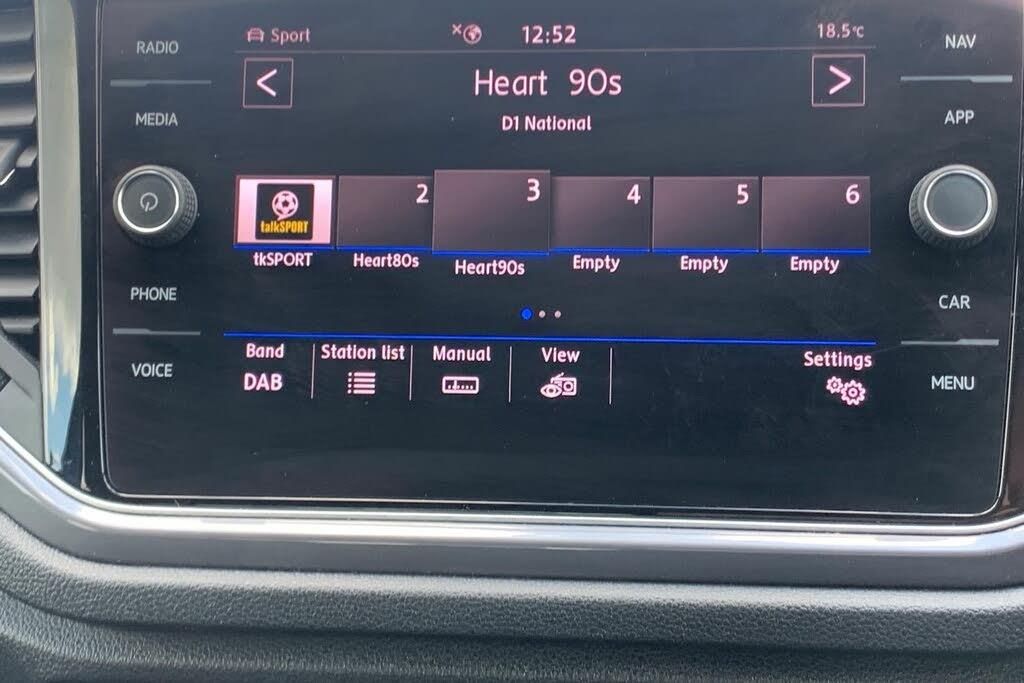 RADIO
Sport
12:52
18.5°C
NAV
<
Heart 90s
>
MEDIA
D1 National
APP
talkSPORT
2
3
4
5
6
tkSPORT
Heart80s
Heart90s
Empty
Empty
Empty
PHONE
CAR
Band
Station list
Manual
View
Settings
VOICE
DAB
MENU